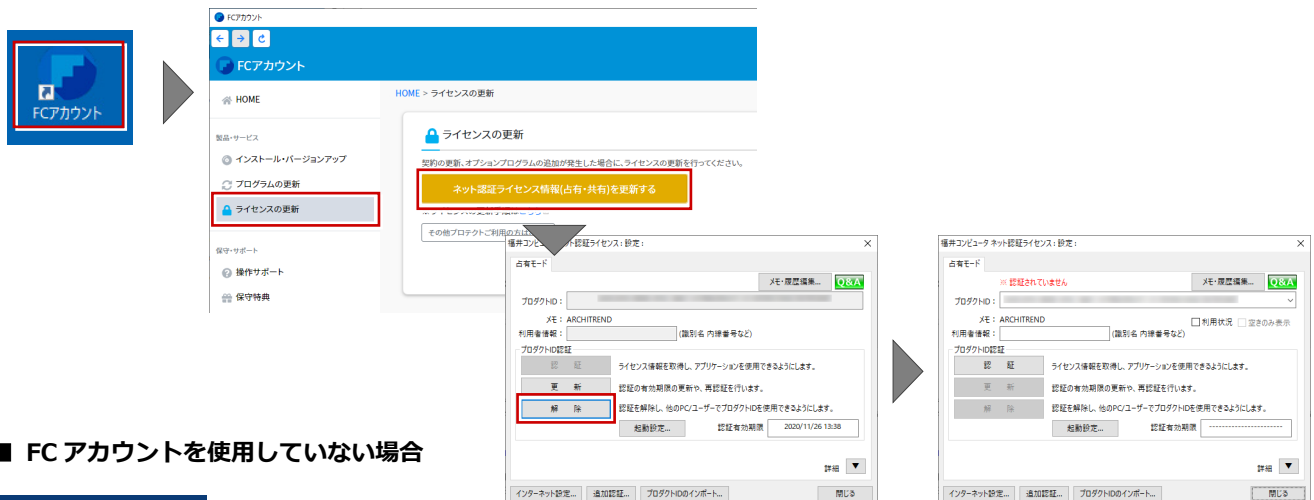 FCアカウント
FCアカウント
FCアカウント
HOME
製品・サービス
インストール・バージョンアップ
プログラムの更新
ライセンスの更新
保守・サポート
操作サポート
保守特典
HOME > ライセンスの更新
ライセンスの更新
契約の更新、オプションプログラムの追加が発生した場合に、ライセンスの更新を行ってください。
ネット認証ライセンス情報(占有・共有)を更新する
その他プロテクトご利用の方は
福井コンピュータ ネット認証ライセンス : 設定 :
占有モード
メモ・履歴編集... Q&A
プロダクトID :
メモ : ARCHITREND
利用者情報 : (識別名 内線番号など)
プロダクトID認証
認 証 ライセンス情報を取得し、アプリケーションを使用できるようにします。
更 新 認証の有効期限の更新や、再認証を行います。
解 除 認証を解除し、他のPC/ユーザーでプロダクトIDを使用できるようにします。
起動設定... 認証有効期限 2020/11/26 13:38
詳細 ▼
インターネット設定... 追加認証... プロダクトIDのインポート... 閉じる
福井コンピュータ ネット認証ライセンス : 設定 :
占有モード
※ 認証されていません メモ・履歴編集... Q&A
プロダクトID :
メモ : ARCHITREND 利用状況 空きのみ表示
利用者情報 : (識別名 内線番号など)
プロダクトID認証
認 証 ライセンス情報を取得し、アプリケーションを使用できるようにします。
更 新 認証の有効期限の更新や、再認証を行います。
解 除 認証を解除し、他のPC/ユーザーでプロダクトIDを使用できるようにします。
起動設定... 認証有効期限 -----------------------
詳細 ▼
インターネット設定... 追加認証... プロダクトIDのインポート... 閉じる
■ FC アカウントを使用していない場合